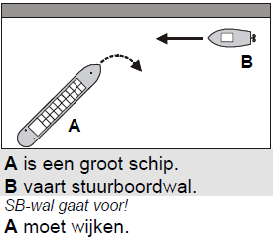 B
A
A is een groot schip.
B vaart stuurboordwal.
SB-wal gaat voor!
A moet wijken.